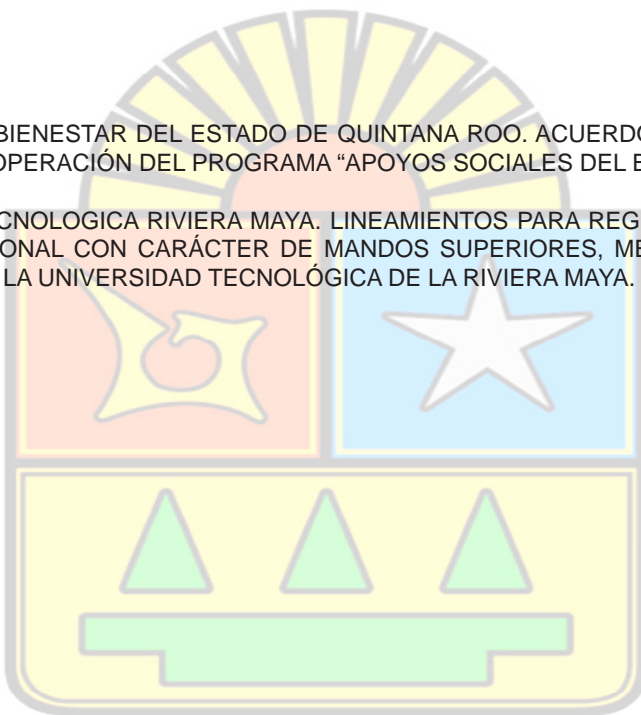 BIENESTAR DEL ESTADO DE QUINTANA ROO. ACUERDO
OPERACIÓN DEL PROGRAMA “APOYOS SOCIALES DEL
CNOLOGICA RIVIERA MAYA. LINEAMIENTOS PARA REG
ONAL CON CARÁCTER DE MANDOS SUPERIORES, ME
LA UNIVERSIDAD TECNOLÓGICA DE LA RIVIERA MAYA.